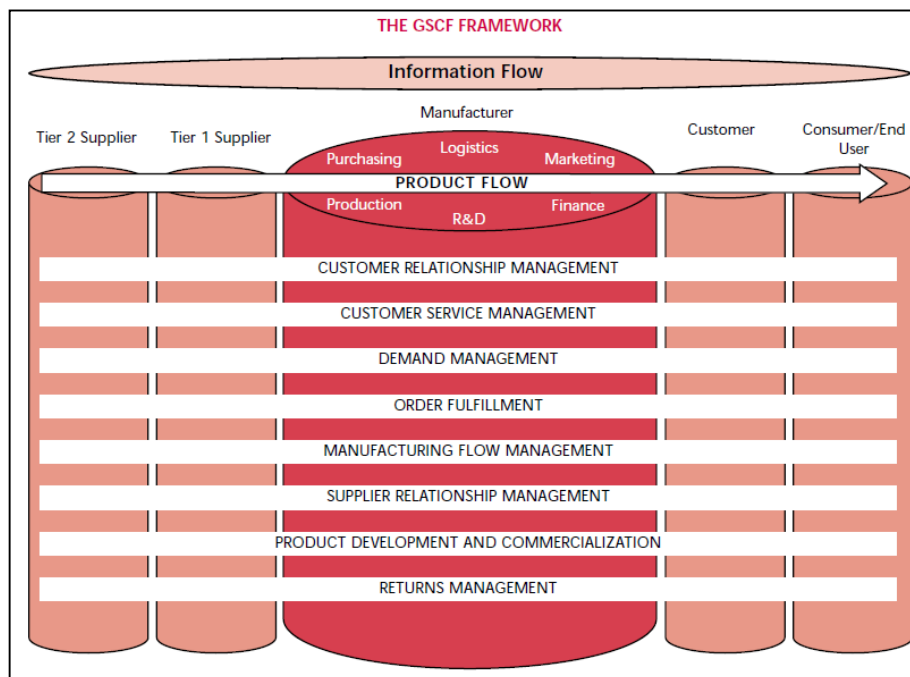 THE GSCF FRAMEWORK
Information Flow
Manufacturer
Tier 2 Supplier
Tier 1 Supplier
Customer
Consumer/End
User
Logistics
Purchasing
Marketing
PRODUCT FLOW
Production
Finance
R&D
CUSTOMER RELATIONSHIP MANAGEMENT
CUSTOMER SERVICE MANAGEMENT
DEMAND MANAGEMENT
ORDER FULFILLMENT
MANUFACTURING FLOW MANAGEMENT
SUPPLIER RELATIONSHIP MANAGEMENT
PRODUCT DEVELOPMENT AND COMMERCIALIZATION
RETURNS MANAGEMENT